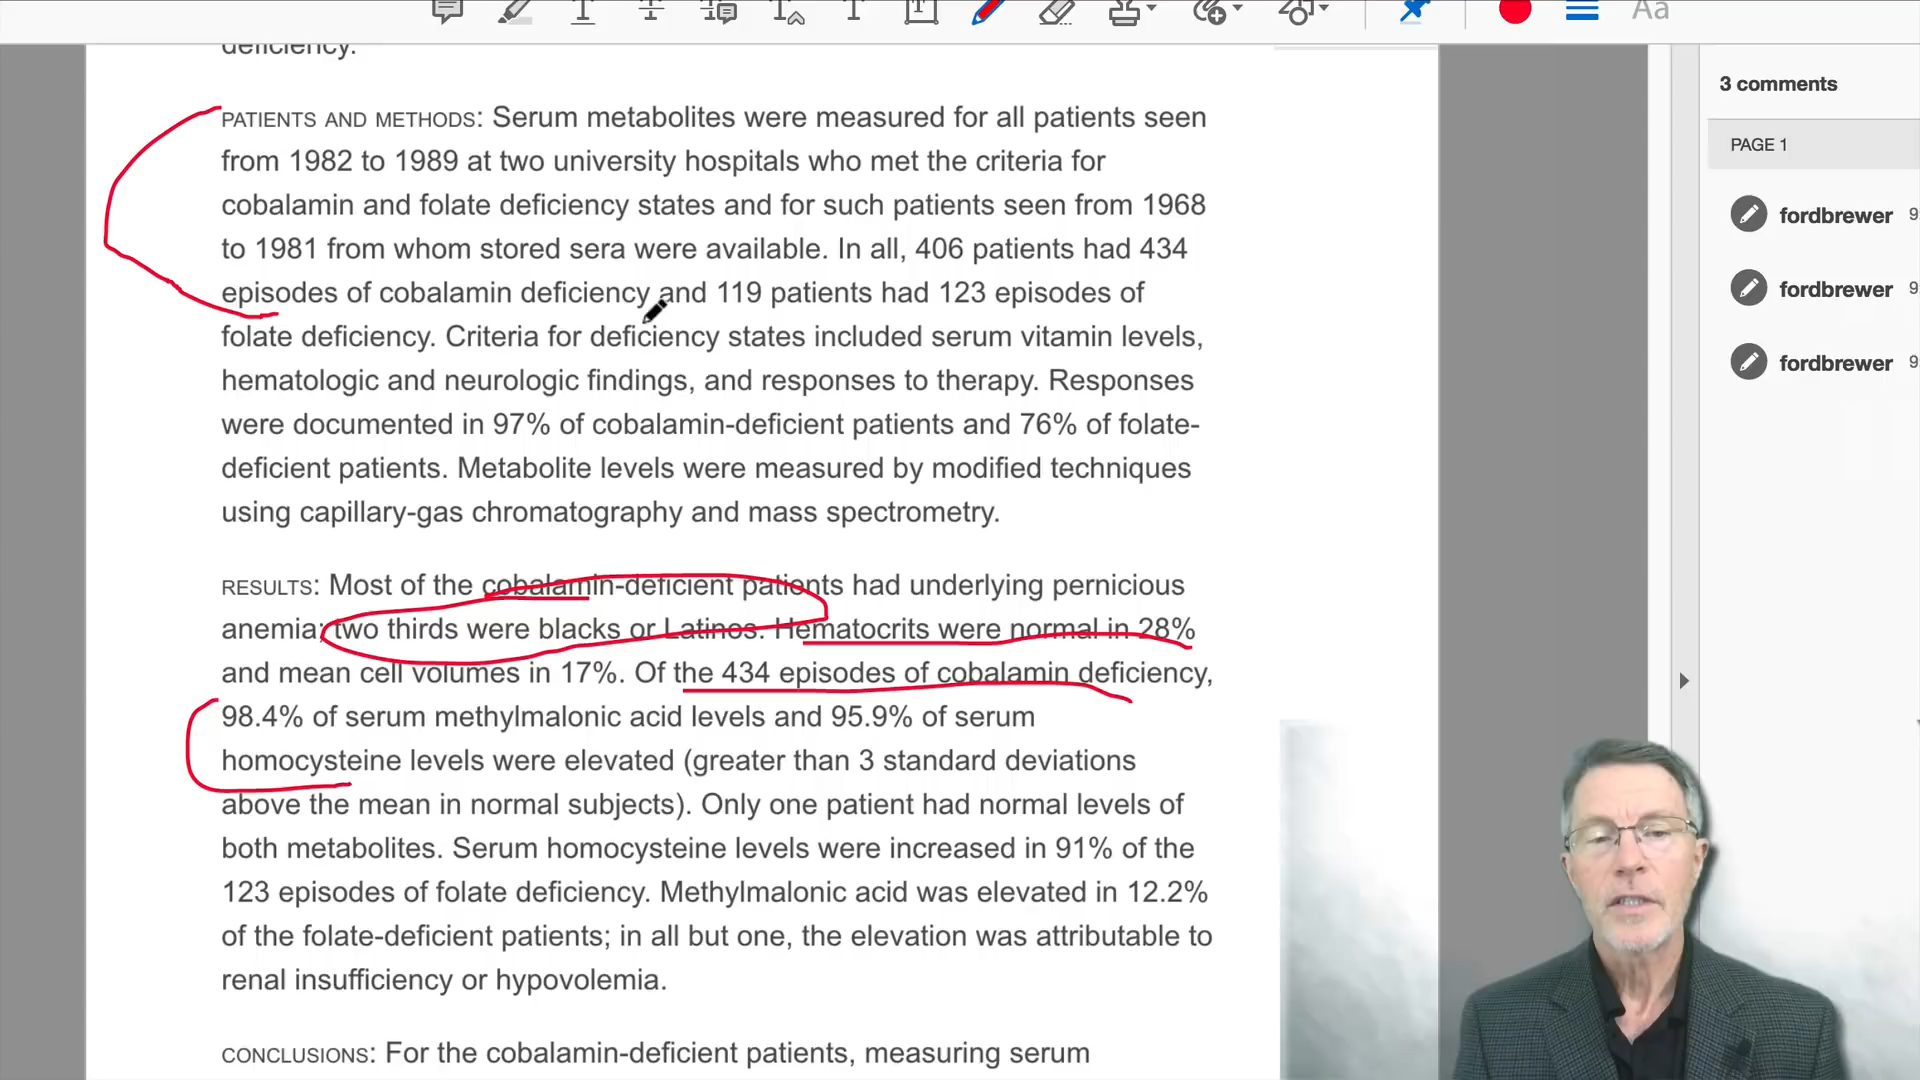 Aa
deficiency.
PATIENTS AND METHODS: Serum metabolites were measured for all patients seen
from 1982 to 1989 at two university hospitals who met the criteria for
cobalamin and folate deficiency states and for such patients seen from 1968
to 1981 from whom stored sera were available. In all, 406 patients had 434
episodes of cobalamin deficiency and 119 patients had 123 episodes of
folate deficiency. Criteria for deficiency states included serum vitamin levels,
hematologic and neurologic findings, and responses to therapy. Responses
were documented in 97% of cobalamin-deficient patients and 76% of folate-
deficient patients. Metabolite levels were measured by modified techniques
using capillary-gas chromatography and mass spectrometry.
RESULTS: Most of the cobalamin-deficient patients had underlying pernicious
anemia; two thirds were blacks or Latinos. Hematocrits were normal in 28%
and mean cell volumes in 17%. Of the 434 episodes of cobalamin deficiency,
98.4% of serum methylmalonic acid levels and 95.9% of serum
homocysteine levels were elevated (greater than 3 standard deviations
above the mean in normal subjects). Only one patient had normal levels of
both metabolites. Serum homocysteine levels were increased in 91% of the
123 episodes of folate deficiency. Methylmalonic acid was elevated in 12.2%
of the folate-deficient patients; in all but one, the elevation was attributable to
renal insufficiency or hypovolemia.
CONCLUSIONS: For the cobalamin-deficient patients, measuring serum
3 comments
PAGE 1
fordbrewer 9
fordbrewer 9
fordbrewer 9